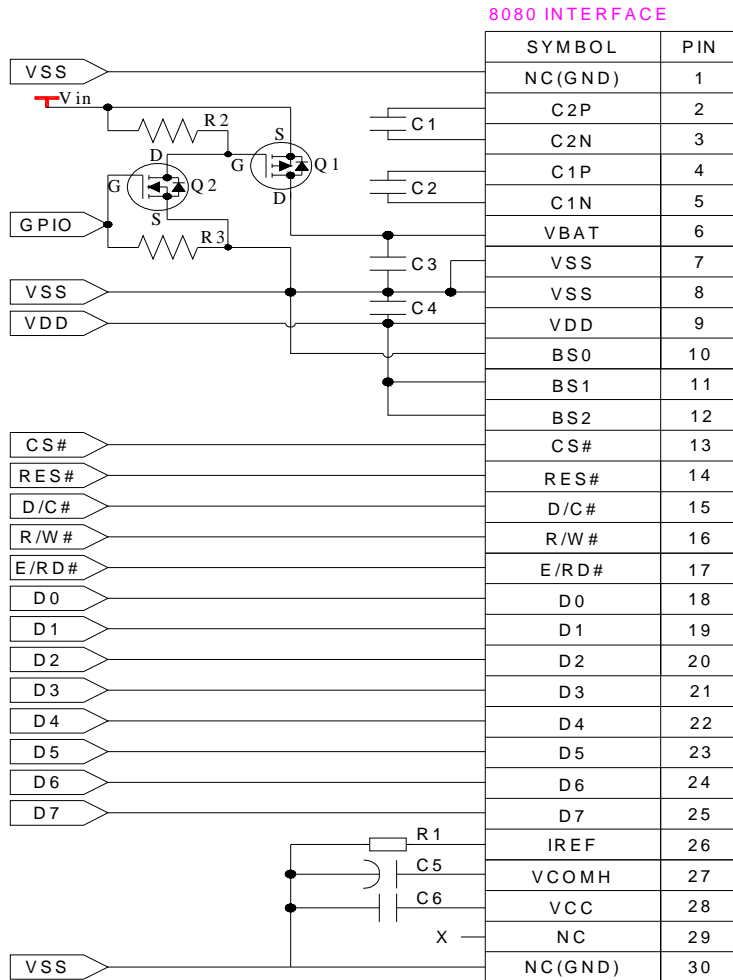 8080 INTERFACE
SYMBOL PIN
VSS NC(GND) 1
Vin C2P 2
R2 C1 C2N 3
S
D G Q1 C1P 4
G Q2 D C2 C1N 5
S
GPIO R3 VBAT 6
C3 VSS 7
VSS VSS 8
C4
VDD VDD 9
BS0 10
BS1 11
BS2 12
CS# CS# 13
RES# RES# 14
D/C# D/C# 15
R/W# R/W# 16
E/RD# E/RD# 17
D0 D0 18
D1 D1 19
D2 D2 20
D3 D3 21
D4 D4 22
D5 D5 23
D6 D6 24
D7 D7 25
R1 IREF 26
C5 VCOMH 27
C6 VCC 28
X NC 29
VSS NC(GND) 30